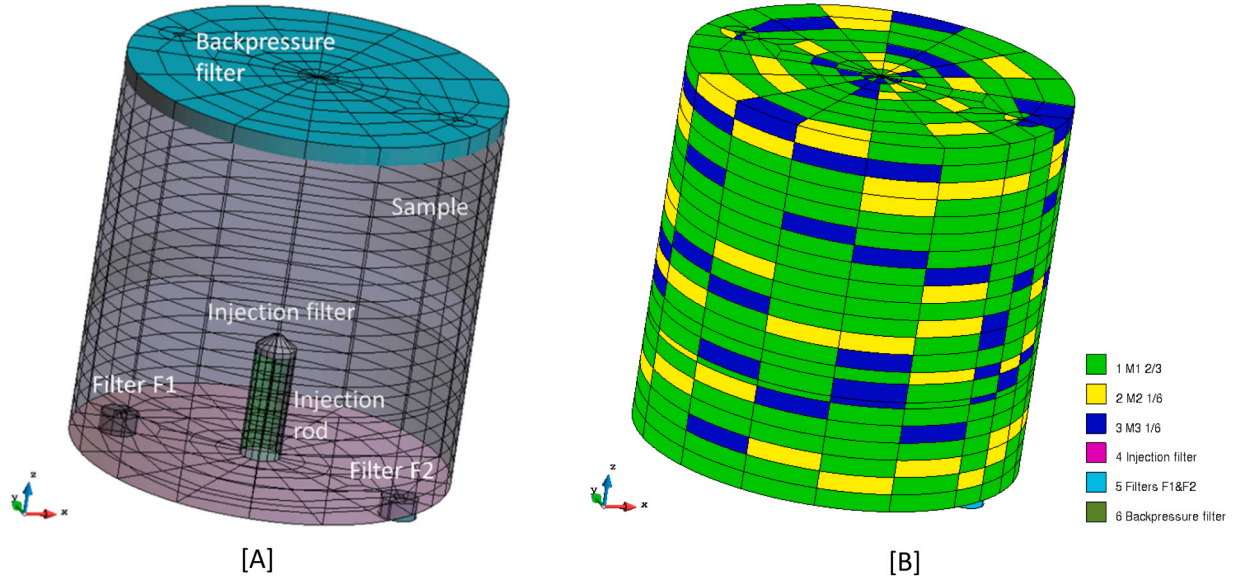 Backpressure
filter
Sample
Injection filter
Filter F1
Injection
rod
Filter F2
z
y
x
[A]
z
y
x
1 M1 2/3
2 M2 1/6
3 M3 1/6
4 Injection filter
5 Filters F1&F2
6 Backpressure filter
[B]